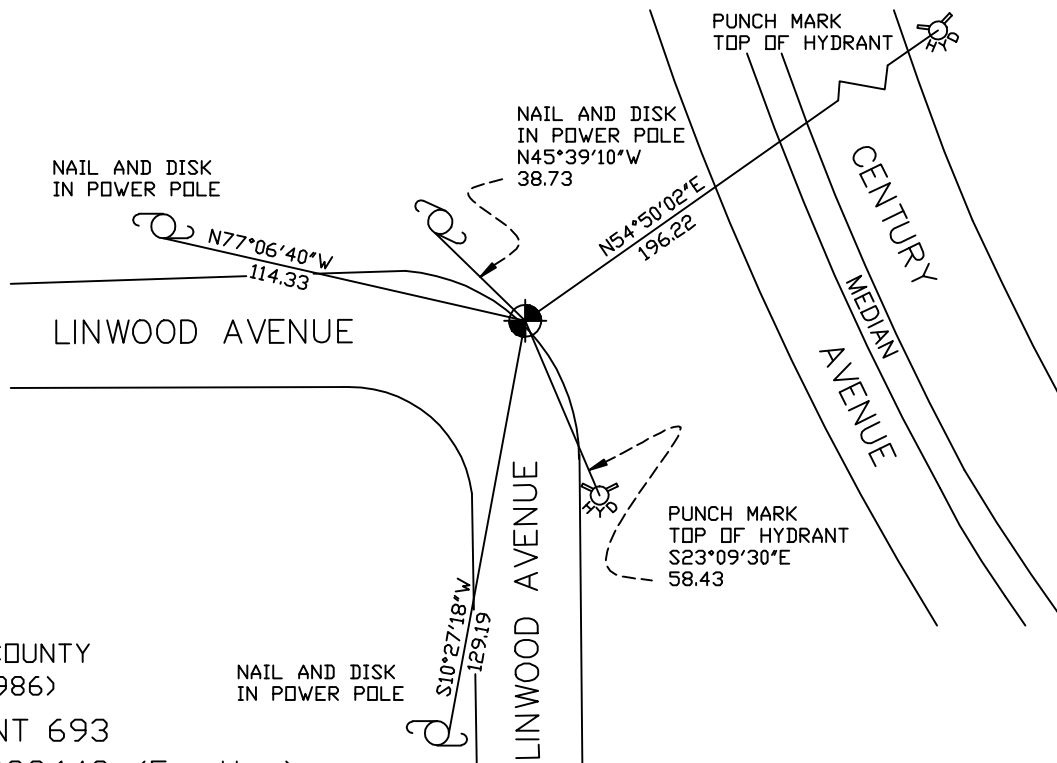 PUNCH MARK
TOP OF HYDRANT
HYD
NAIL AND DISK
IN POWER POLE
N45°39'10"W
38.73
NAIL AND DISK
IN POWER POLE
N77°06'40"W
114.33
N54°50'02"E
196.22
CENTURY
AVENUE
MEDIAN
LINWOOD AVENUE
HYD
PUNCH MARK
TOP OF HYDRANT
S23°09'30"E
58.43
LINWOOD AVENUE
S10°27'18"W
129.19
NAIL AND DISK
IN POWER POLE
COUNTY
986)
NT 693